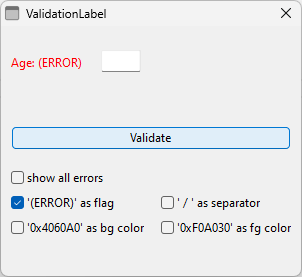 ValidationLabel
Age: (ERROR)
Validate
show all errors
'(ERROR)' as flag
' / ' as separator
'0x4060A0' as bg color
'0xF0A030' as fg color